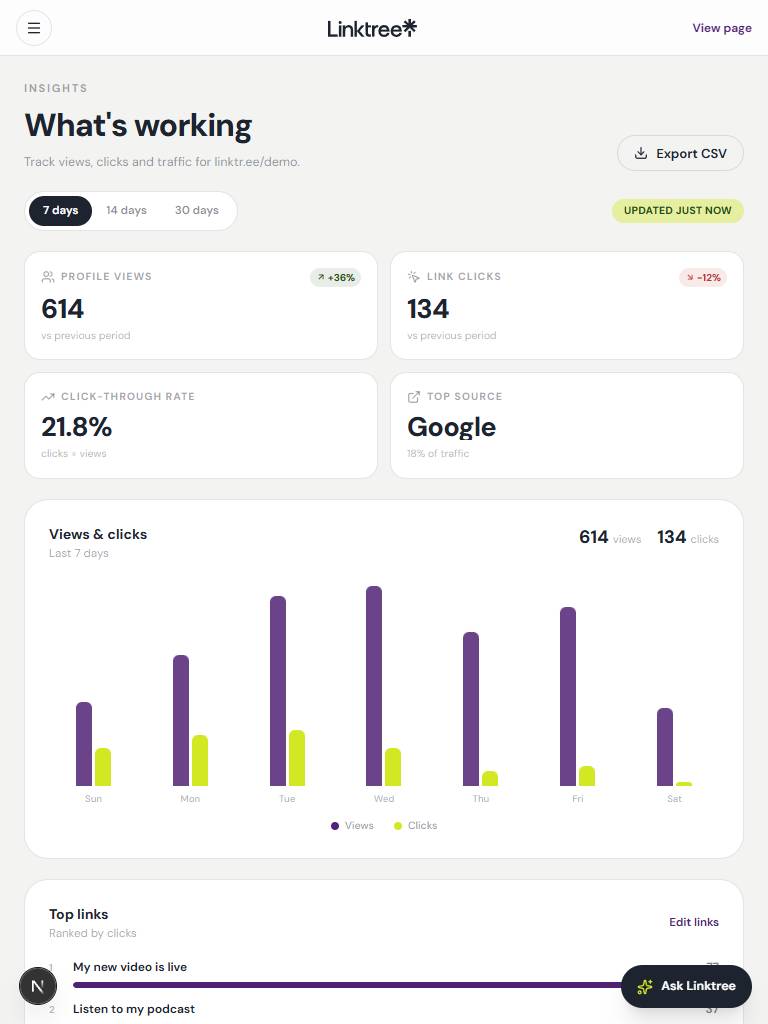 Linktree
View page
INSIGHTS
What's working
Track views, clicks and traffic for linktr.ee/demo.
Export CSV
7 days 14 days 30 days
UPDATED JUST NOW
PROFILE VIEWS +36%
614
vs previous period
LINK CLICKS -12%
134
vs previous period
CLICK-THROUGH RATE
21.8%
clicks ÷ views
TOP SOURCE
Google
18% of traffic
Views & clicks
Last 7 days
614 views 134 clicks
Sun Mon Tue Wed Thu Fri Sat
Views Clicks
Top links
Ranked by clicks
Edit links
1 My new video is live
N
Ask Linktree
2 Listen to my podcast 37